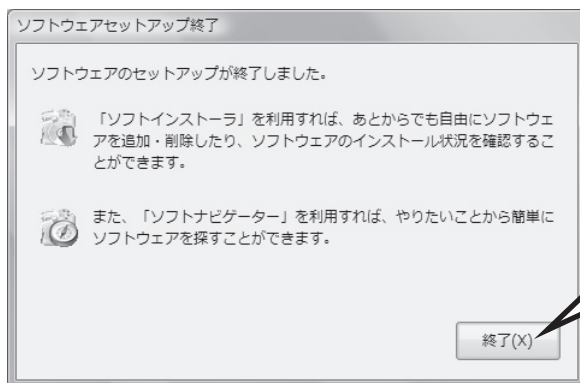 ソフトウェアセットアップ終了
ソフトウェアのセットアップが終了しました。
「ソフトインストーラ」を利用すれば、あとからでも自由にソフトウェ
アを追加・削除したり、ソフトウェアのインストール状況を確認するこ
とができます。
また、「ソフトナビゲーター」を利用すれば、やりたいことから簡単に
ソフトウェアを探すことができます。
終了(X)